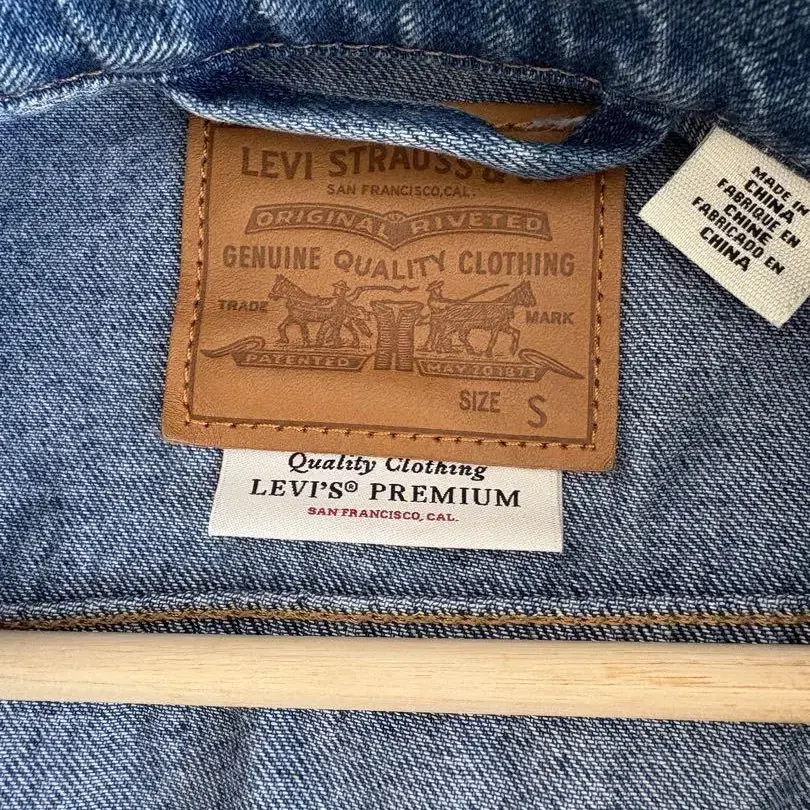 LEVI STRAUSS &
SAN FRANCISCO, CAL.
ORIGINAL RIVETED
GENUINE QUALITY CLOTHING
TRADE MARK
PATENTED MAY 20 1873
SIZE S
Quality Clothing
LEVI'S® PREMIUM
SAN FRANCISCO, CAL.
MADE IN
CHINA
FABRIQUE EN
CHINE
FABRICADO EN
CHINA